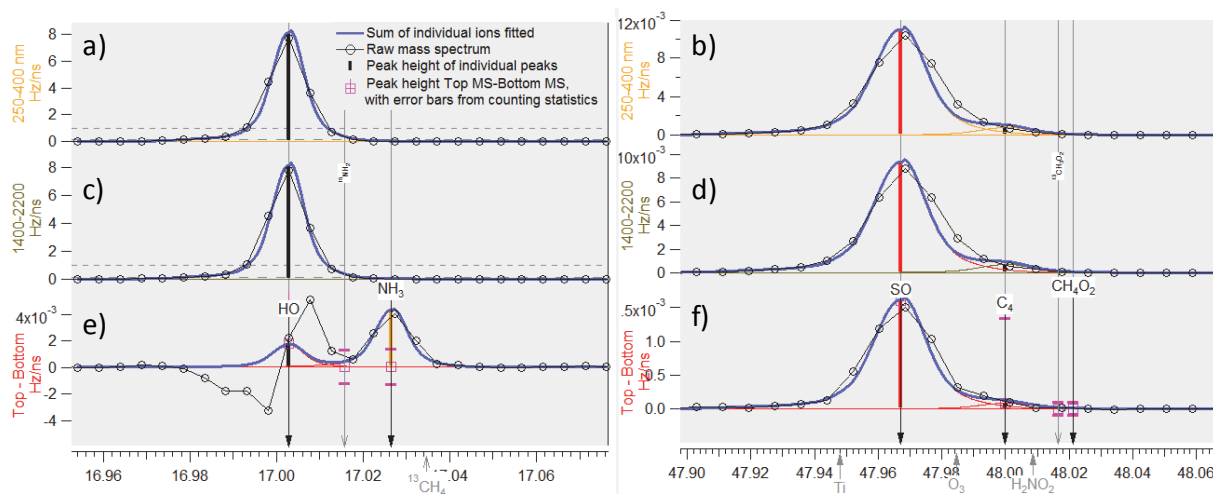 a)
Sum of individual ions fitted
Raw mass spectrum
Peak height of individual peaks
Peak height Top MS-Bottom MS,
with error bars from counting statistics
250-400 nm
Hz/ns
8
6
4
2
0
b)
250-400 nm
Hz/ns
12x10⁻³
8
4
0
c)
1400-2200
Hz/ns
8
6
4
2
0
¹⁵NH₂
d)
1400-2200
Hz/ns
10x10⁻³
8
6
4
2
0
¹³CH₃O₂
e)
Top - Bottom
Hz/ns
4x10⁻³
2
0
-2
-4
HO
NH₃
f)
Top - Bottom
Hz/ns
.5x10⁻³
1.0
0.5
0.0
SO
C₄
CH₄O₂
16.96
16.98
17.00
17.02
17.04
17.06
¹³CH₄
47.90
47.92
47.94
47.96
47.98
48.00
48.02
48.04
48.06
Ti
O₃
H₂NO₂